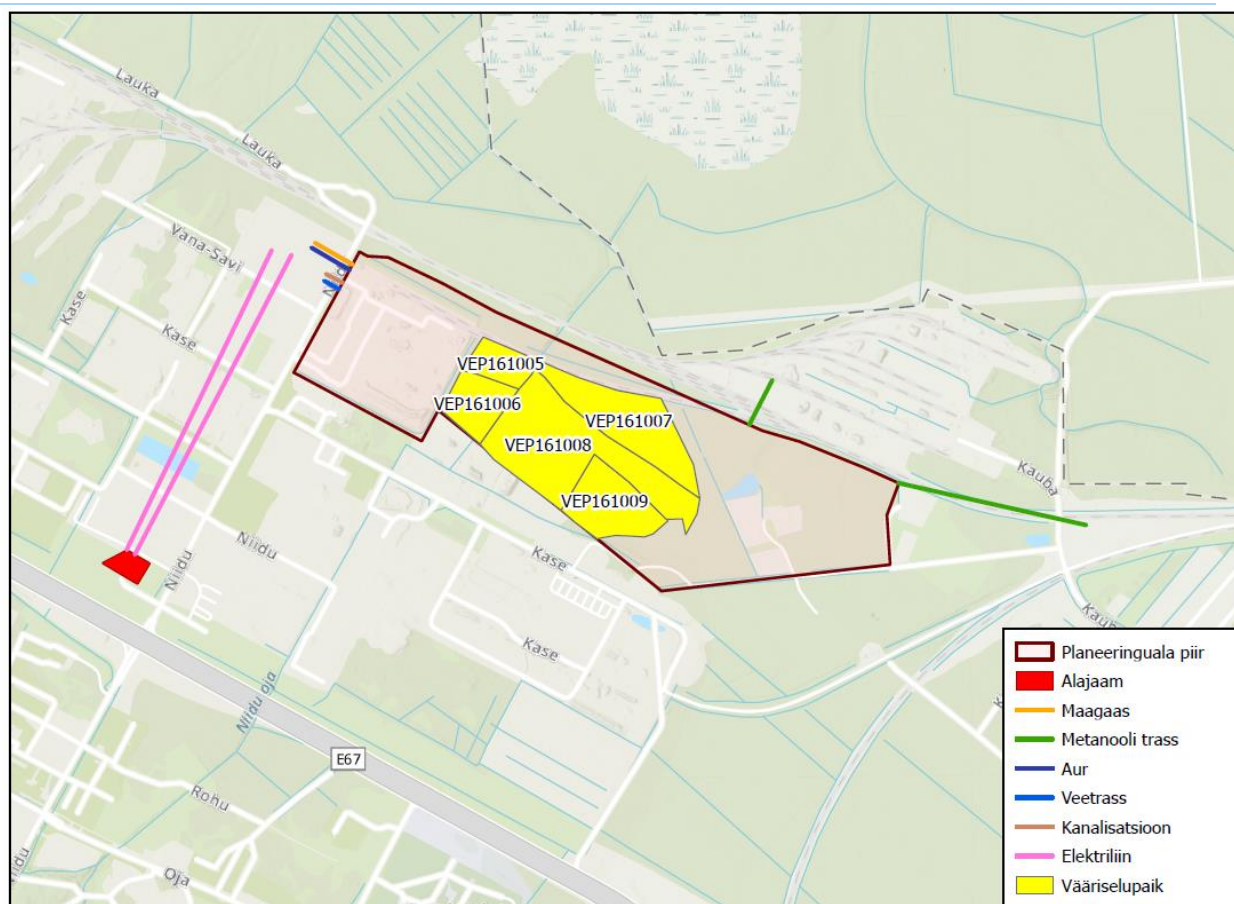 Lauka
Lauka
Vana-Savi
Kase
Kase
VEP161005
VEP161006
VEP161007
VEP161008
VEP161009
Kauba
Niidu
Niidu
Kase
Kase
Niidu oja
E67
Rohu
Oja
Niidu
Planeeringuala piir
Alajaam
Maagaas
Metanooli trass
Aur
Veetrass
Kanalisatsioon
Elektriliin
Vääriselupaik